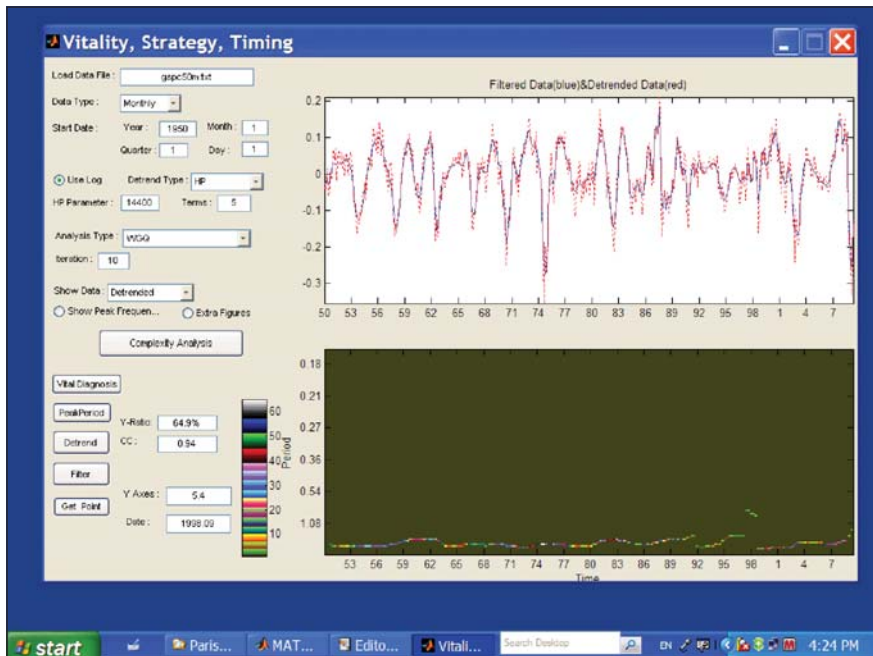 Vitality, Strategy, Timing
Load Data File : gspc50m.txt
Data Type : Monthly
Start Date : Year : 1950 Month : 1
Quarter : 1 Day : 1
Use Log Detrend Type : HP
HP Parameter : 14400 Terms : 5
Analysis Type : WGQ
Iteration : 10
Show Data : Detrended
Show Peak Frequen... Extra Figures
Complexity Analysis
Vital Diagnosis
PeakPeriod
Detrend
Filter
Get Point
Y-Ratio: 64.9%
CC : 0.94
Y Axes : 5.4
Date : 1998.09
60
50
40
30
20
10
Filtered Data(blue)&Detrended Data(red)
0.2
0.1
0
-0.1
-0.2
-0.3
50 53 56 59 62 65 68 71 74 77 80 83 86 89 92 95 98 1 4 7
Period
0.18
0.21
0.27
0.36
0.54
1.08
53 56 59 62 65 68 71 74 77 80 83 86 89 92 95 98 1 4 7
Time
start Paris... MAT... Edito... Vitali... Search Desktop EN 4:24 PM